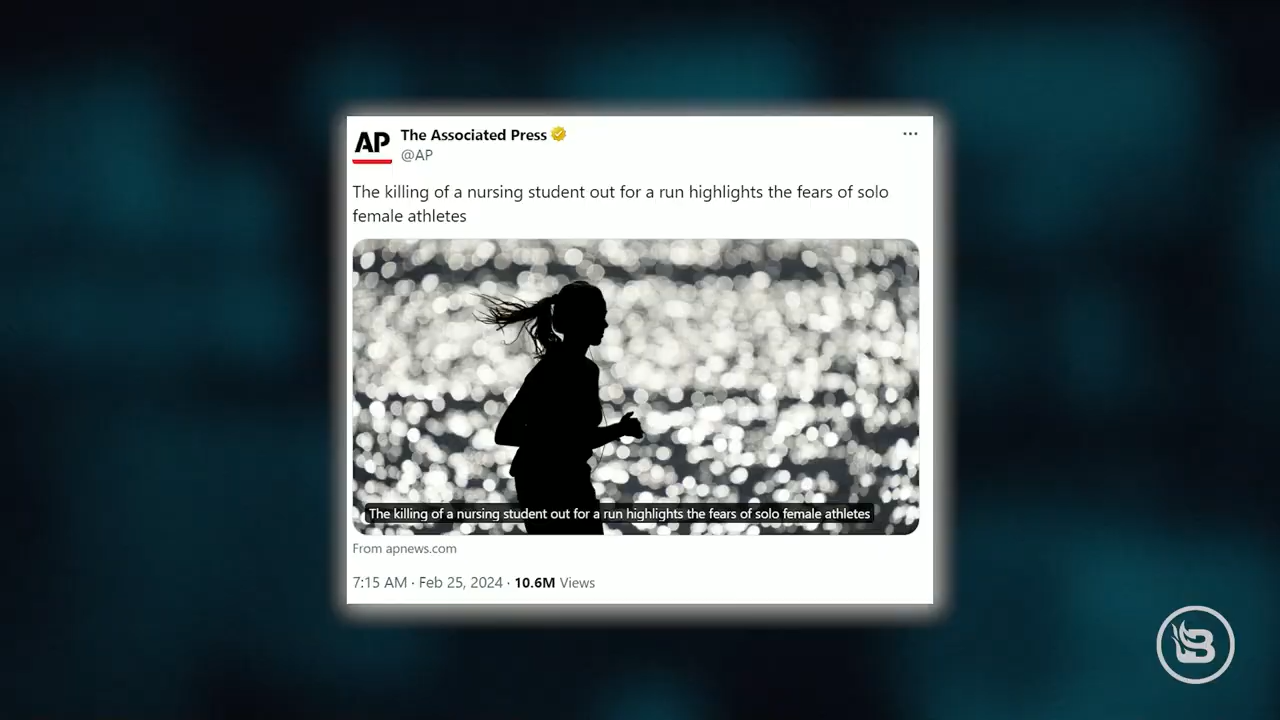 AP
The Associated Press
@AP
The killing of a nursing student out for a run highlights the fears of solo
female athletes
The killing of a nursing student out for a run highlights the fears of solo female athletes
From apnews.com
7:15 AM · Feb 25, 2024 · 10.6M Views
B